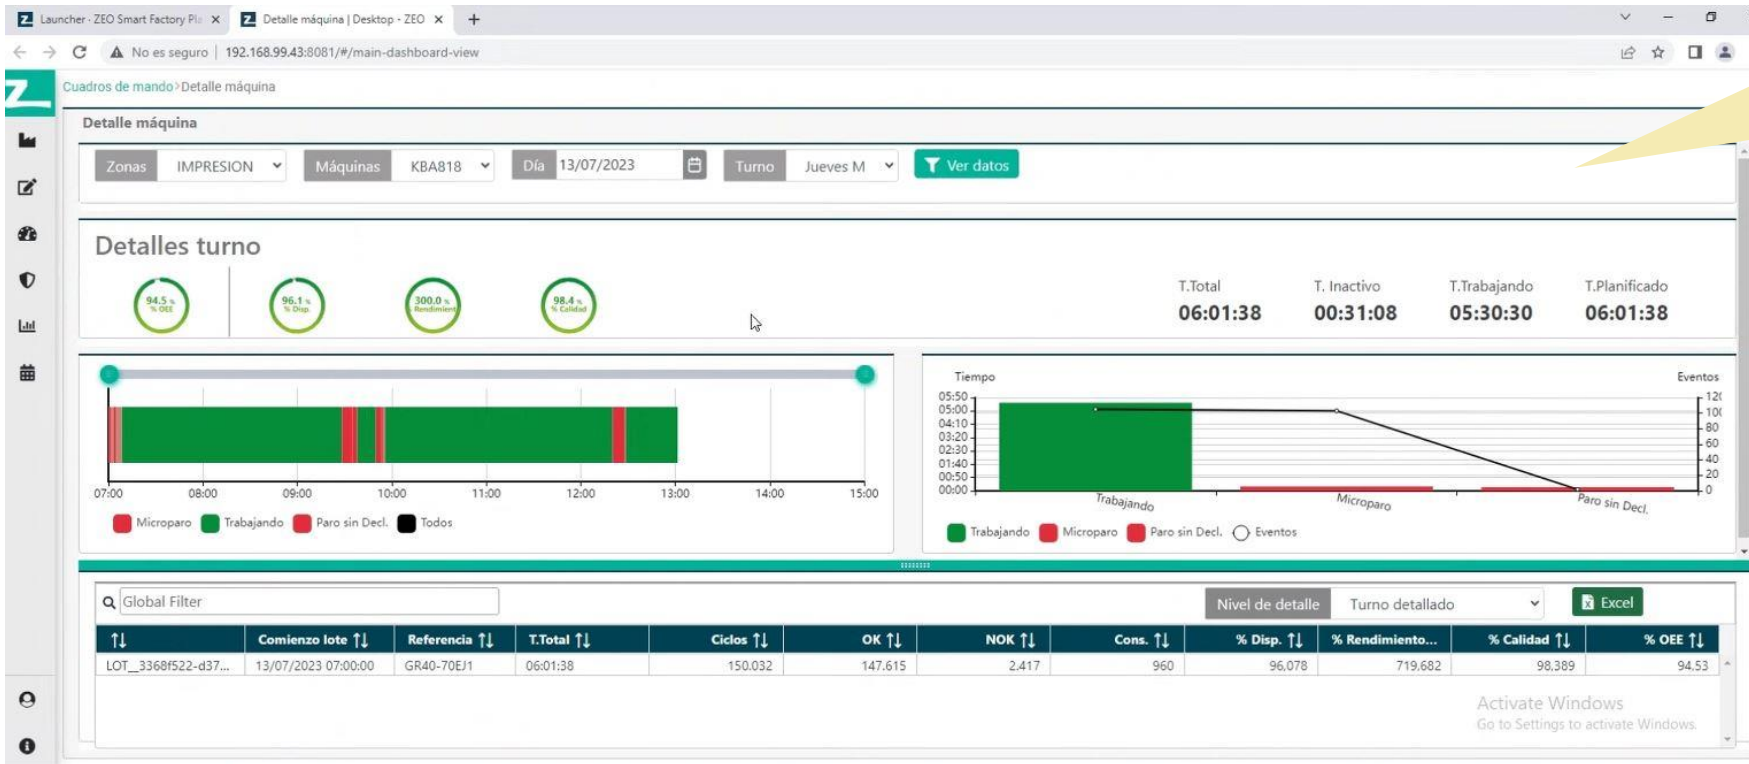 Launcher - ZEO Smart Factory Pla
Detalle máquina | Desktop - ZEO
No es seguro | 192.168.99.43:8081/#/main-dashboard-view
Cuadros de mando>Detalle máquina
Detalle máquina
Zonas IMPRESION Máquinas KBA818 Día 13/07/2023 Turno Jueves M Ver datos
Detalles turno
94.5 %
% OEE
96.1 %
% Disp.
300.0 %
Rendimient
98.4 %
% Calidad
T.Total T. Inactivo T.Trabajando T.Planificado
06:01:38 00:31:08 05:30:30 06:01:38
07:00 08:00 09:00 10:00 11:00 12:00 13:00 14:00 15:00
Microparo Trabajando Paro sin Decl. Todos
Tiempo Eventos
05:50
05:00
04:10
03:20
02:30
01:40
00:50
00:00
12
10
80
60
40
20
0
Trabajando Microparo Paro sin Decl.
Trabajando Microparo Paro sin Decl. Eventos
Global Filter Nivel de detalle Turno detallado Excel
Comienzo lote Referencia T.Total Ciclos OK NOK Cons. % Disp. % Rendimiento... % Calidad % OEE
LOT__3368f522-d37... 13/07/2023 07:00:00 GR40-70EJ1 06:01:38 150.032 147.615 2.417 960 96,078 719,682 98,389 94.53
Activate Windows
Go to Settings to activate Windows.